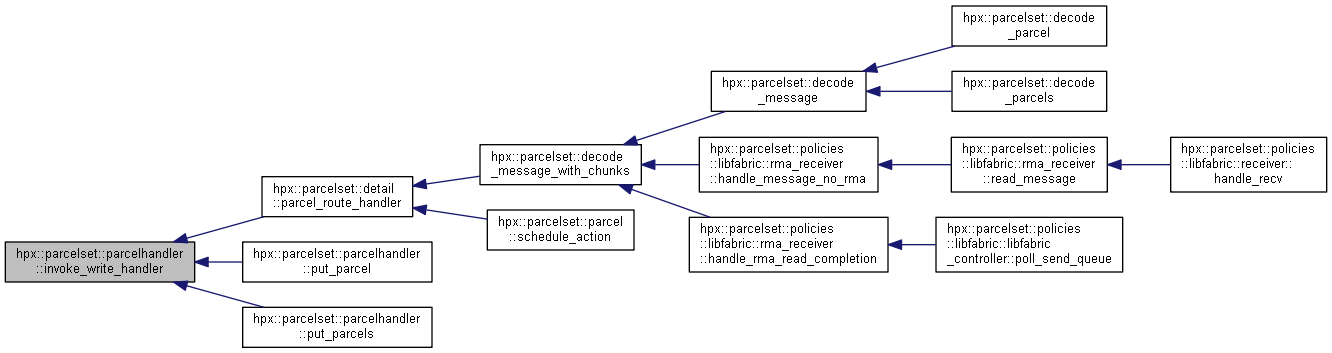 hpx::parcelset::decode
_parcel
hpx::parcelset::decode
_message
hpx::parcelset::decode
_parcels
hpx::parcelset::decode
_message_with_chunks
hpx::parcelset::policies
::libfabric::rma_receiver
::handle_message_no_rma
hpx::parcelset::policies
::libfabric::rma_receiver
::read_message
hpx::parcelset::policies
::libfabric::receiver::
handle_recv
hpx::parcelset::detail
::parcel_route_handler
hpx::parcelset::parcel
::schedule_action
hpx::parcelset::policies
::libfabric::rma_receiver
::handle_rma_read_completion
hpx::parcelset::policies
::libfabric::libfabric
_controller::poll_send_queue
hpx::parcelset::parcelhandler
::invoke_write_handler
hpx::parcelset::parcelhandler
::put_parcel
hpx::parcelset::parcelhandler
::put_parcels